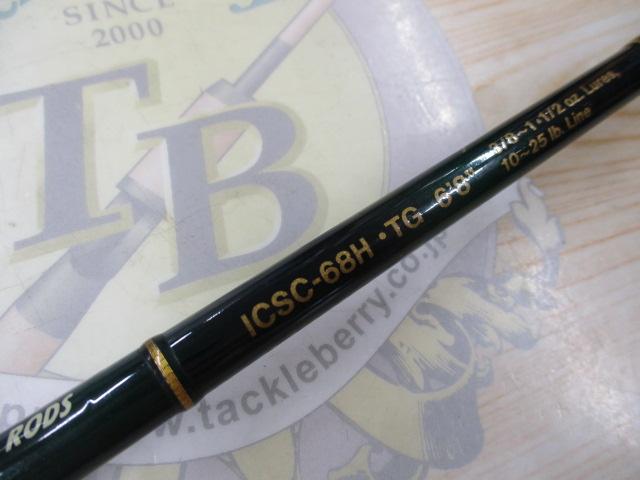 SINCE
2000
TB
ICSC-68H・TG 6'8"
3/8~1・1/2 oz. Lures,
10~25 lb. Line
RODS
www.tackleberry.co.jp